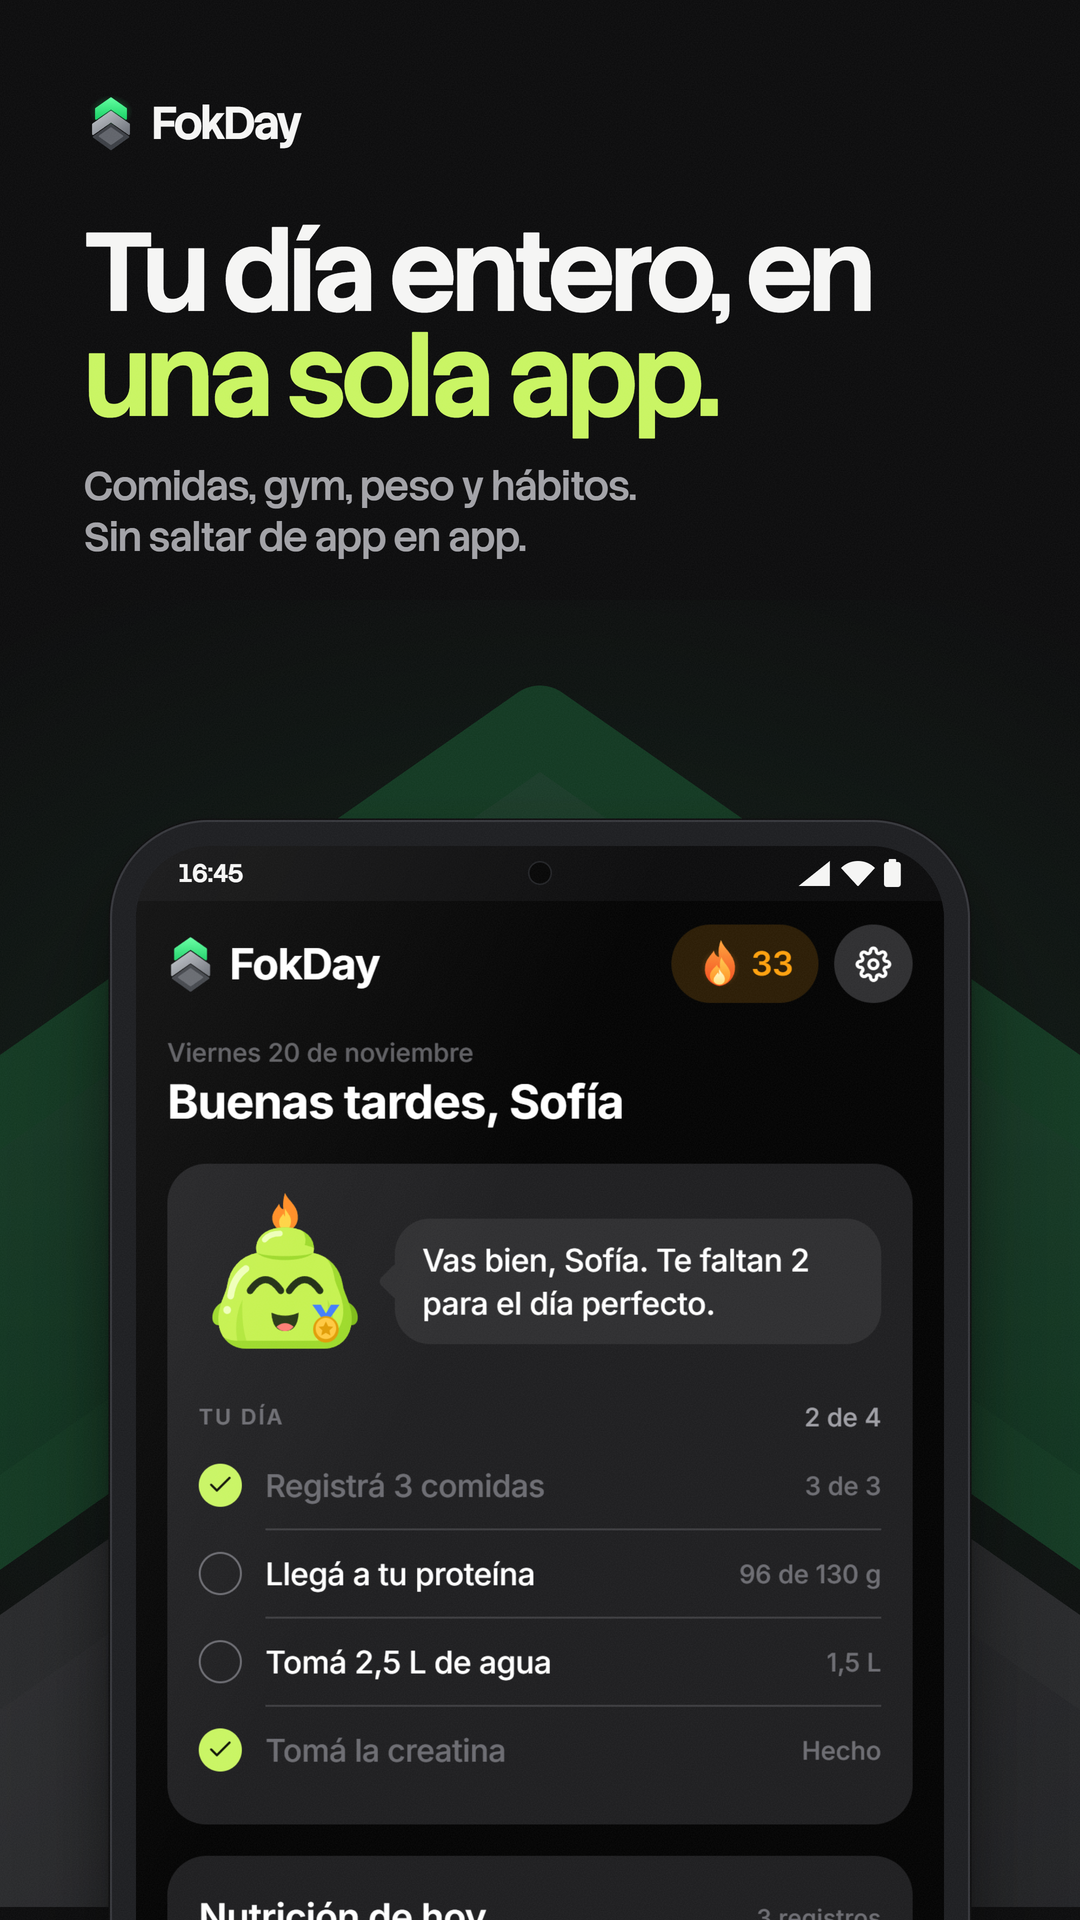 FokDay
Tu día entero, en
una sola app.
Comidas, gym, peso y hábitos.
Sin saltar de app en app.
16:45
FokDay
33
Viernes 20 de noviembre
Buenas tardes, Sofía
Vas bien, Sofía. Te faltan 2
para el día perfecto.
TU DÍA
2 de 4
Registrá 3 comidas
3 de 3
Llegá a tu proteína
96 de 130 g
Tomá 2,5 L de agua
1,5 L
Tomá la creatina
Hecho
Nutrición de hoy
3 registros